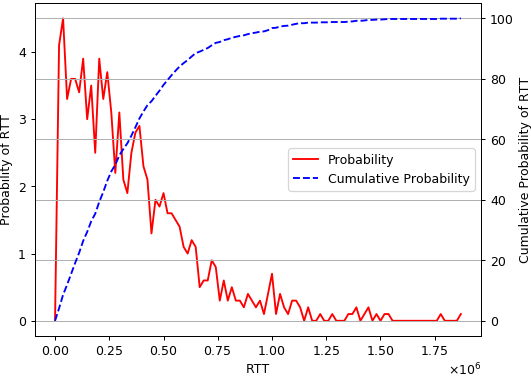 Probability of RTT
4
3
2
1
0
100
80
60
40
20
0
Cumulative Probability of RTT
Probability
Cumulative Probability
0.00 0.25 0.50 0.75 1.00 1.25 1.50 1.75
RTT
×10⁶